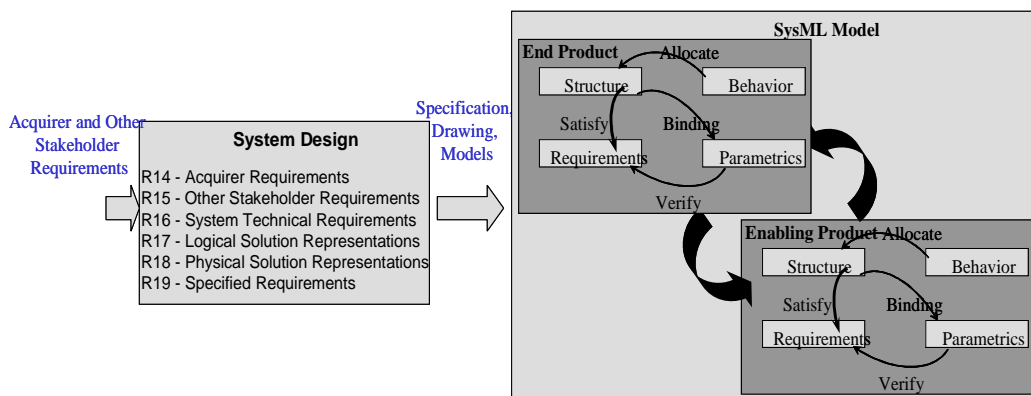 Acquirer and Other
Stakeholder
Requirements
System Design
R14 - Acquirer Requirements
R15 - Other Stakeholder Requirements
R16 - System Technical Requirements
R17 - Logical Solution Representations
R18 - Physical Solution Representations
R19 - Specified Requirements
Specification,
Drawing,
Models
SysML Model
End Product
Allocate
Structure
Behavior
Satisfy
Binding
Requirements
Parametrics
Verify
Enabling Product
Allocate
Structure
Behavior
Satisfy
Binding
Requirements
Parametrics
Verify